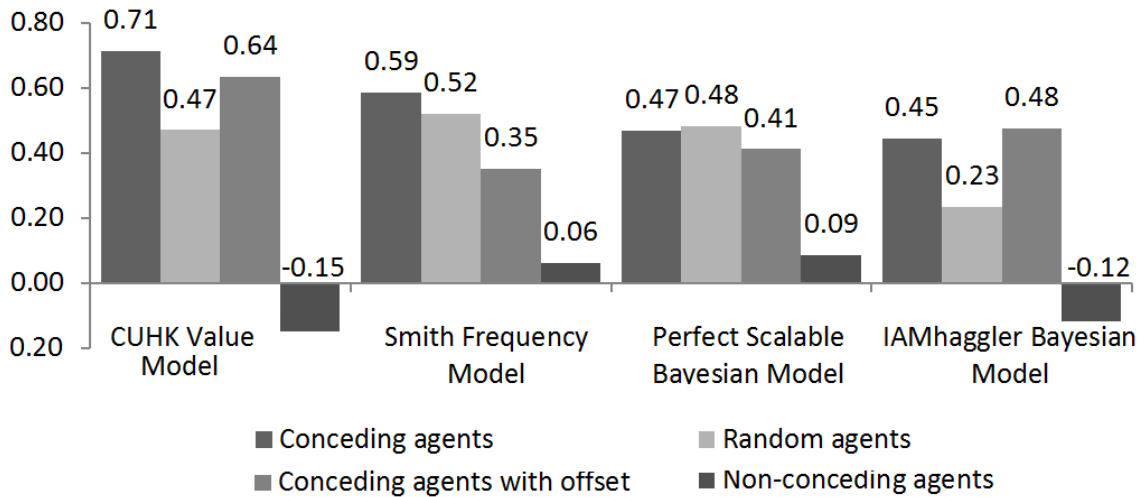 0.80
0.60
0.40
0.20
0.00
0.20
0.71
0.47
0.64
-0.15
0.59
0.52
0.35
0.06
0.47
0.48
0.41
0.09
0.45
0.23
0.48
-0.12
CUHK Value
Model
Smith Frequency
Model
Perfect Scalable
Bayesian Model
IAMhaggler Bayesian
Model
Conceding agents
Random agents
Conceding agents with offset
Non-conceding agents